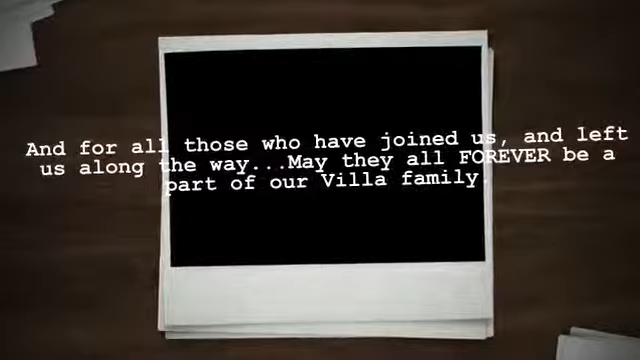 And for all those who have joined us, and left
us along the way...May they all FOREVER be a
part of our Villa family.